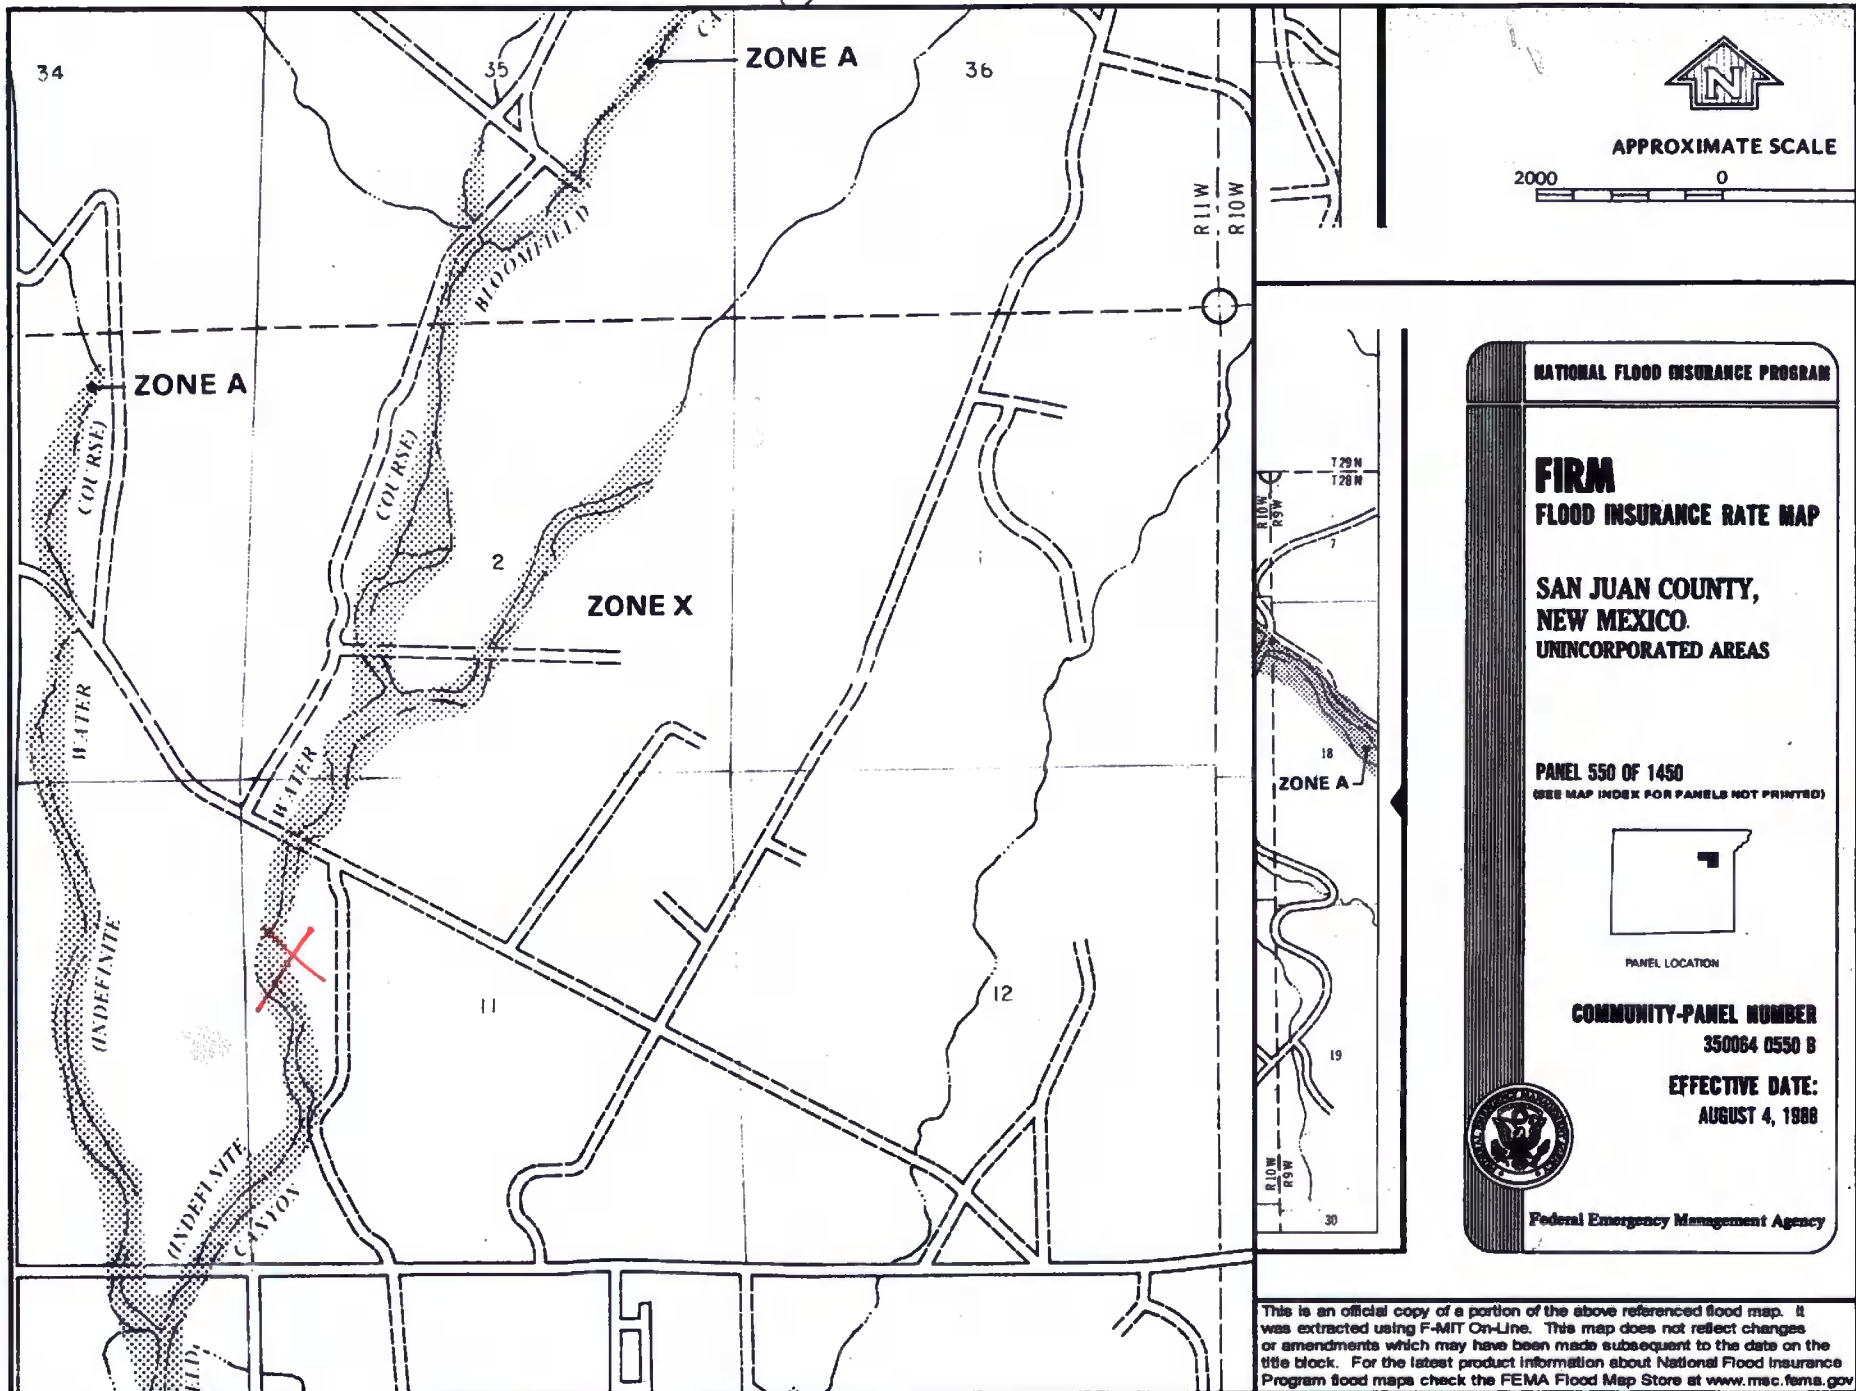 34
35
ZONE A
36
N
APPROXIMATE SCALE
2000 0
R11W
R10W
BLOOMFIELD
ZONE A
COURSE)
COURSE)
2
1
ZONE X
WATER
WATER
(INDEFINITE
11
12
(INDEFINITE
CANYON
T29N
T28N
R10W
R9W
7
18
ZONE A
19
R10W
R9W
30
NATIONAL FLOOD INSURANCE PROGRAM
FIRM
FLOOD INSURANCE RATE MAP
SAN JUAN COUNTY,
NEW MEXICO
UNINCORPORATED AREAS
PANEL 550 OF 1450
(SEE MAP INDEX FOR PANELS NOT PRINTED)
PANEL LOCATION
COMMUNITY-PANEL NUMBER
350064 0550 B
EFFECTIVE DATE:
AUGUST 4, 1988
Federal Emergency Management Agency
This is an official copy of a portion of the above referenced flood map. It
was extracted using F-MIT On-Line. This map does not reflect changes
or amendments which may have been made subsequent to the date on the
title block. For the latest product information about National Flood Insurance
Program flood maps check the FEMA Flood Map Store at www.msc.fema.gov